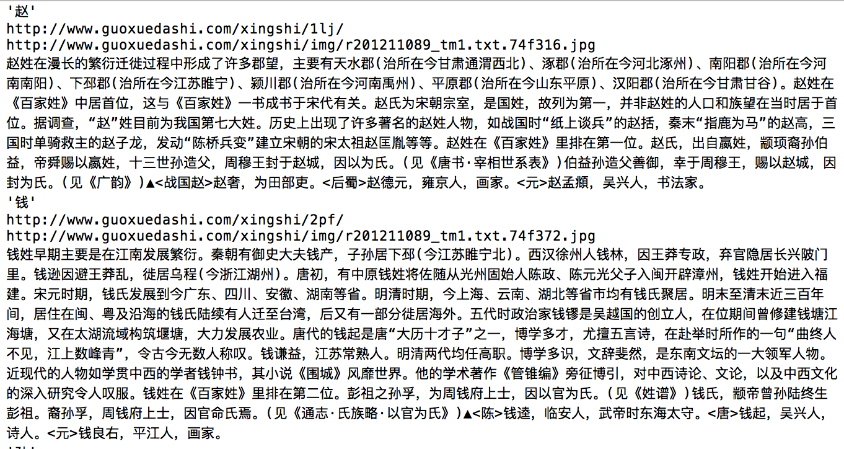 '赵'
http://www.guoxuedashi.com/xingshi/1lj/
http://www.guoxuedashi.com/xingshi/img/r201211089_tm1.txt.74f316.jpg
赵姓在漫长的繁衍迁徙过程中形成了许多郡望，主要有天水郡(治所在今甘肃通渭西北)、涿郡(治所在今河北涿州)、南阳郡(治所在今河
南南阳)、下邳郡(治所在今江苏睢宁)、颍川郡(治所在今河南禹州)、平原郡(治所在今山东平原)、汉阳郡(治所在今甘肃甘谷)。赵姓在
《百家姓》中居首位，这与《百家姓》一书成书于宋代有关。赵氏为宋朝宗室，是国姓，故列为第一，并非赵姓的人口和族望在当时居于首
位。据调查，“赵”姓目前为我国第七大姓。历史上出现了许多著名的赵姓人物，如战国时“纸上谈兵”的赵括，秦末“指鹿为马”的赵高，三
国时单骑救主的赵子龙，发动“陈桥兵变”建立宋朝的宋太祖赵匡胤等等。赵姓在《百家姓》里排在第一位。赵氏，出自嬴姓，颛顼裔孙伯
益，帝舜赐以嬴姓，十三世孙造父，周穆王封于赵城，因以为氏。(见《唐书·宰相世系表》)伯益孙造父善御，幸于周穆王，赐以赵城，因
封为氏。(见《广韵》)▲<战国赵>赵奢，为田部吏。<后蜀>赵德元，雍京人，画家。<元>赵孟頫，吴兴人，书法家。
'钱'
http://www.guoxuedashi.com/xingshi/2pf/
http://www.guoxuedashi.com/xingshi/img/r201211089_tm1.txt.74f372.jpg
钱姓早期主要是在江南发展繁衍。秦朝有御史大夫钱产，子孙居下邳(今江苏睢宁北)。西汉徐州人钱林，因王莽专政，弃官隐居长兴陂门
里。钱逊因避王莽乱，徙居乌程(今浙江湖州)。唐初，有中原钱姓将佐随从光州固始人陈政、陈元光父子入闽开辟漳州，钱姓开始进入福
建。宋元时期，钱氏发展到今广东、四川、安徽、湖南等省。明清时期，今上海、云南、湖北等省市均有钱氏聚居。明末至清末近三百年
间，居住在闽、粤及沿海的钱氏陆续有人迁至台湾，后又有一部分徙居海外。五代时政治家钱镠是吴越国的创立人，在位期间曾修建钱塘江
海塘，又在太湖流域构筑堰塘，大力发展农业。唐代的钱起是唐“大历十才子”之一，博学多才，尤擅五言诗，在赴举时所作的一句“曲终人
不见，江上数峰青”，令古今无数人称叹。钱谦益，江苏常熟人。明清两代均任高职。博学多识，文辞斐然，是东南文坛的一大领军人物。
近现代的人物如学贯中西的学者钱钟书，其小说《围城》风靡世界。他的学术著作《管锥编》旁征博引，对中西诗论、文论，以及中西文化
的深入研究令人叹服。钱姓在《百家姓》里排在第二位。彭祖之孙孚，为周钱府上士，因以官为氏。(见《姓谱》)钱氏，颛帝曾孙陆终生
彭祖。裔孙孚，周钱府上士，因官命氏焉。(见《通志·氏族略·以官为氏》)▲<陈>钱逵，临安人，武帝时东海太守。<唐>钱起，吴兴人，
诗人。<元>钱良右，平江人，画家。